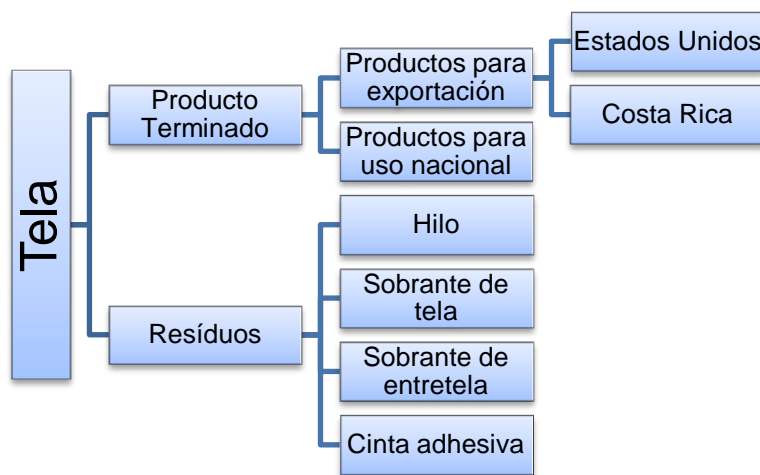 Tela
Producto
Terminado
Productos para
exportación
Estados Unidos
Costa Rica
Productos para
uso nacional
Resíduos
Hilo
Sobrante de
tela
Sobrante de
entretela
Cinta adhesiva